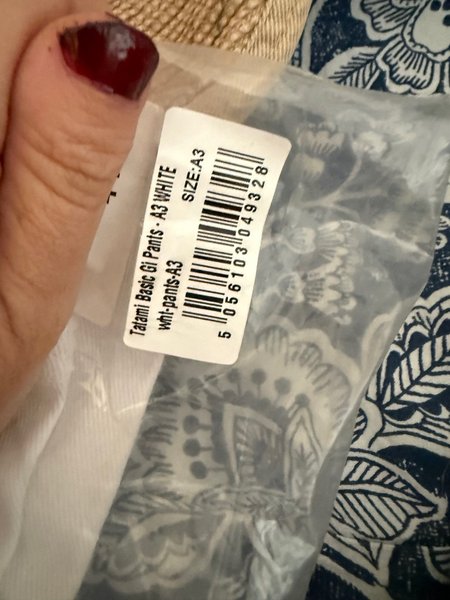 Tatami Basic Gi Pants - A3 WHITE
wht-pants-A3
SIZE:A3
5 056103 049328